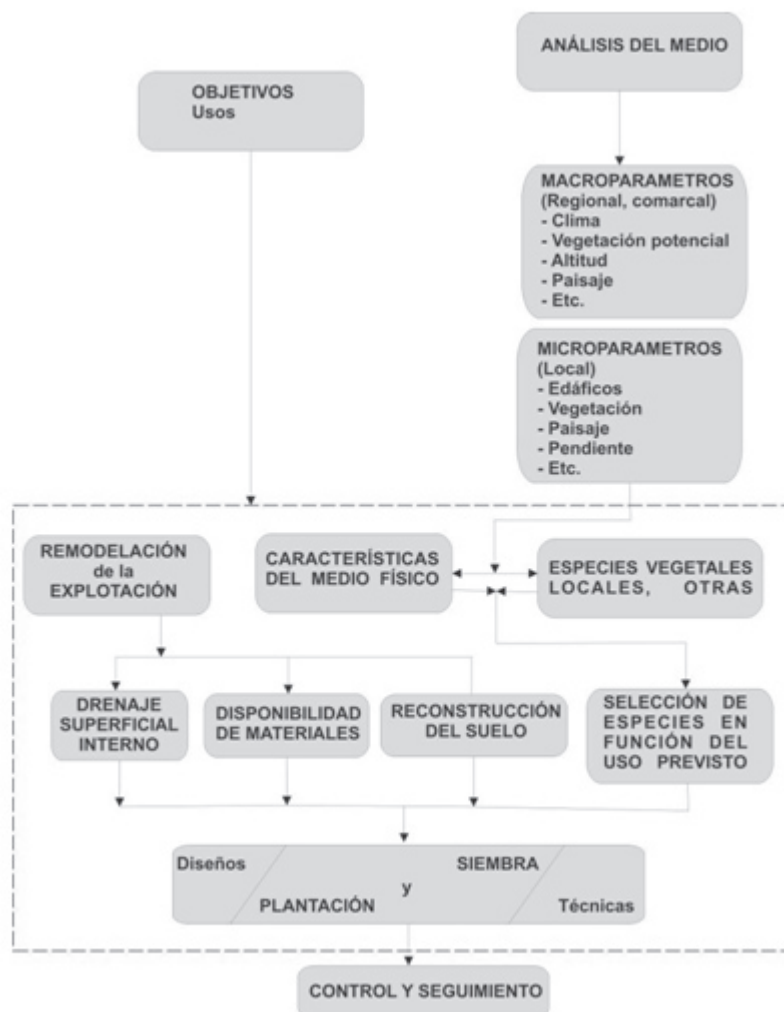 ANÁLISIS DEL MEDIO
OBJETIVOS
Usos
MACROPARAMETROS
(Regional, comarcal)
- Clima
- Vegetación potencial
- Altitud
- Paisaje
- Etc.
MICROPARAMETROS
(Local)
- Edáficos
- Vegetación
- Paisaje
- Pendiente
- Etc.
REMODELACIÓN
de la
EXPLOTACIÓN
CARACTERÍSTICAS
DEL MEDIO FÍSICO
ESPECIES VEGETALES
LOCALES, OTRAS
DRENAJE
SUPERFICIAL
INTERNO
DISPONIBILIDAD
DE MATERIALES
RECONSTRUCCIÓN
DEL SUELO
SELECCIÓN DE
ESPECIES EN
FUNCIÓN DEL
USO PREVISTO
Diseños
SIEMBRA
y
PLANTACIÓN
Técnicas
CONTROL Y SEGUIMIENTO